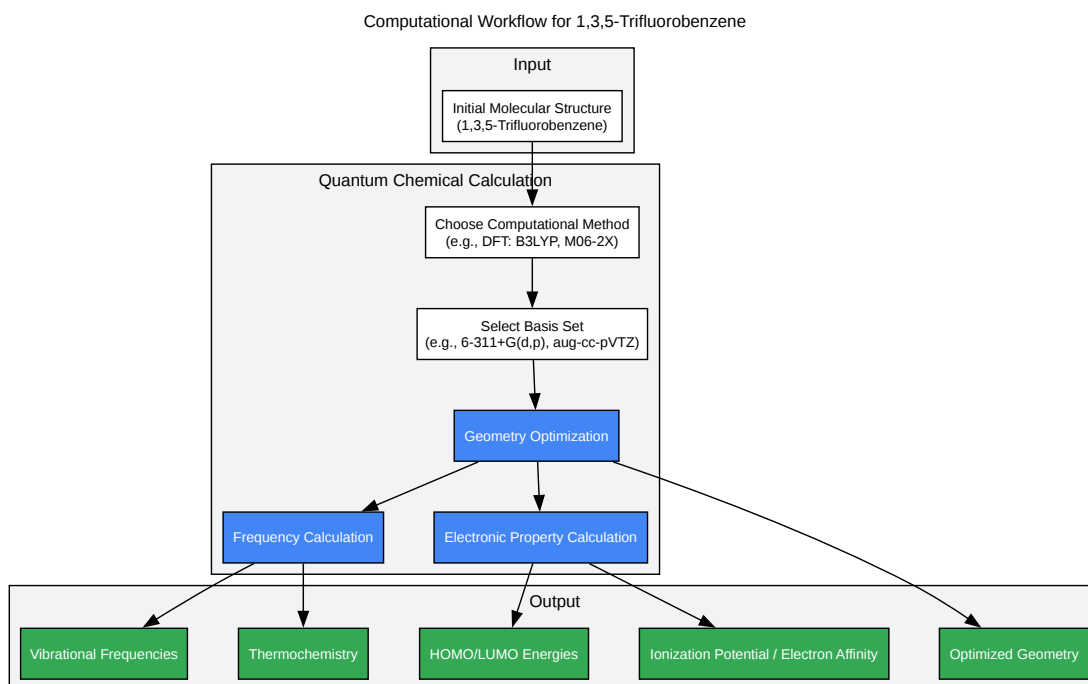 Computational Workflow for 1,3,5-Trifluorobenzene
Input
Initial Molecular Structure
(1,3,5-Trifluorobenzene)
Quantum Chemical Calculation
Choose Computational Method
(e.g., DFT: B3LYP, M06-2X)
Select Basis Set
(e.g., 6-311+G(d,p), aug-cc-pVTZ)
Geometry Optimization
Frequency Calculation
Electronic Property Calculation
Output
Vibrational Frequencies
Thermochemistry
HOMO/LUMO Energies
Ionization Potential / Electron Affinity
Optimized Geometry